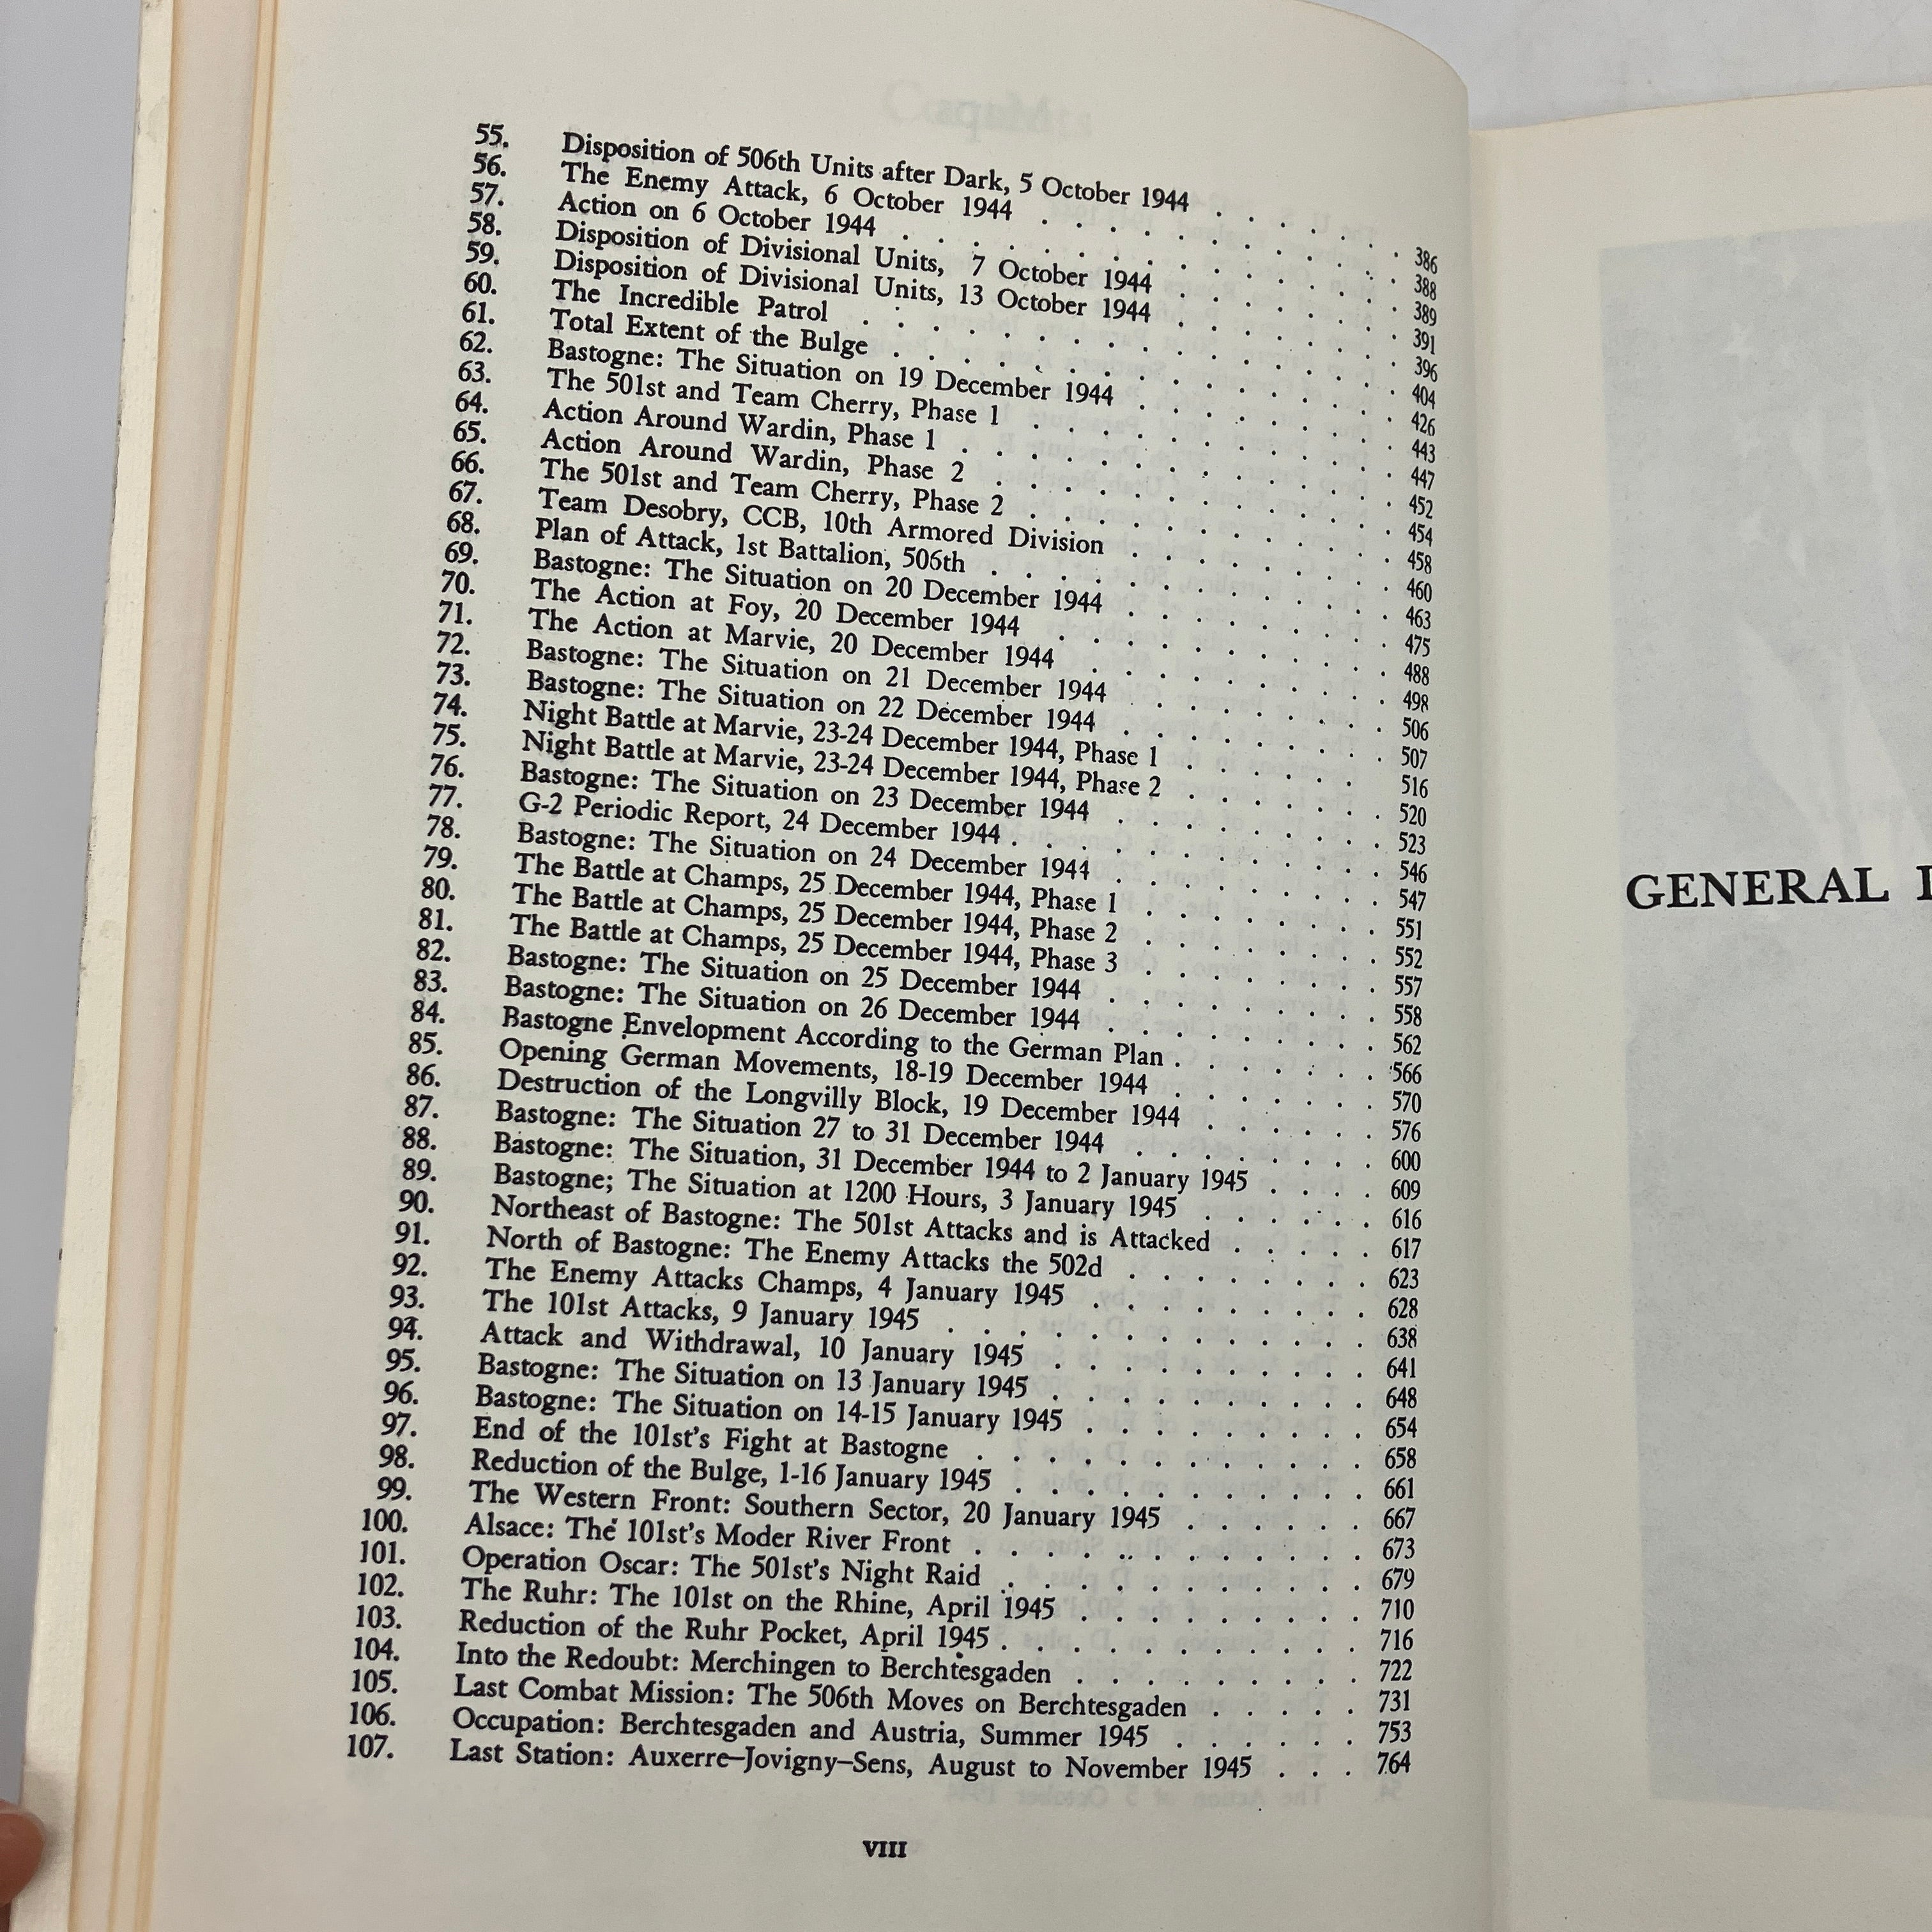 55. Disposition of 506th Units after Dark, 5 October 1944 . . . . . . . 386
56. The Enemy Attack, 6 October 1944 . . . . . . . . . . . 388
57. Action on 6 October 1944 . . . . . . . . . . . . . . 389
58. Disposition of Divisional Units, 7 October 1944 . . . . . . . . 391
59. Disposition of Divisional Units, 13 October 1944 . . . . . . . . 396
60. The Incredible Patrol . . . . . . . . . . . . . . . 404
61. Total Extent of the Bulge . . . . . . . . . . . . . . 426
62. Bastogne: The Situation on 19 December 1944 . . . . . . . . . 443
63. The 501st and Team Cherry, Phase 1 . . . . . . . . . . . 447
64. Action Around Wardin, Phase 1 . . . . . . . . . . . . . 452
65. Action Around Wardin, Phase 2 . . . . . . . . . . . . 454
66. The 501st and Team Cherry, Phase 2 . . . . . . . . . . . 458
67. Team Desobry, CCB, 10th Armored Division . . . . . . . . . 460
68. Plan of Attack, 1st Battalion, 506th . . . . . . . . . . . . 463
69. Bastogne: The Situation on 20 December 1944 . . . . . . . . . 475
70. The Action at Foy, 20 December 1944 . . . . . . . . . . . 488
71. The Action at Marvie, 20 December 1944 . . . . . . . . . . 498
72. Bastogne: The Situation on 21 December 1944 . . . . . . . . . 506
73. Bastogne: The Situation on 22 December 1944 . . . . . . . . . 507
74. Night Battle at Marvie, 23-24 December 1944, Phase 1 . . . . . . 516
75. Night Battle at Marvie, 23-24 December 1944, Phase 2 . . . . . . . 520
76. Bastogne: The Situation on 23 December 1944 . . . . . . . . . 523
77. G-2 Periodic Report, 24 December 1944 . . . . . . . . . . . 546
78. Bastogne: The Situation on 24 December 1944 . . . . . . . . . 547
79. The Battle at Champs, 25 December 1944, Phase 1 . . . . . . . . 551
80. The Battle at Champs, 25 December 1944, Phase 2 . . . . . . . . 552
81. The Battle at Champs, 25 December 1944, Phase 3 . . . . . . . . 557
82. Bastogne: The Situation on 25 December 1944 . . . . . . . . . 558
83. Bastogne: The Situation on 26 December 1944 . . . . . . . . . 562
84. Bastogne Envelopment According to the German Plan . . . . . . . 566
85. Opening German Movements, 18-19 December 1944 . . . . . . . 570
86. Destruction of the Longvilly Block, 19 December 1944 . . . . . . 576
87. Bastogne: The Situation 27 to 31 December 1944 . . . . . . . . 600
88. Bastogne: The Situation, 31 December 1944 to 2 January 1945 . . . . 609
89. Bastogne; The Situation at 1200 Hours, 3 January 1945 . . . . . . 616
90. Northeast of Bastogne: The 501st Attacks and is Attacked . . . . . 617
91. North of Bastogne: The Enemy Attacks the 502d . . . . . . . . 623
92. The Enemy Attacks Champs, 4 January 1945 . . . . . . . . . 628
93. The 101st Attacks, 9 January 1945 . . . . . . . . . . . . 638
94. Attack and Withdrawal, 10 January 1945 . . . . . . . . . . 641
95. Bastogne: The Situation on 13 January 1945 . . . . . . . . . 648
96. Bastogne: The Situation on 14-15 January 1945 . . . . . . . . 654
97. End of the 101st's Fight at Bastogne . . . . . . . . . . . 658
98. Reduction of the Bulge, 1-16 January 1945 . . . . . . . . . . 661
99. The Western Front: Southern Sector, 20 January 1945 . . . . . . 667
100. Alsace: The 101st's Moder River Front . . . . . . . . . . . 673
101. Operation Oscar: The 501st's Night Raid . . . . . . . . . . 679
102. The Ruhr: The 101st on the Rhine, April 1945 . . . . . . . . 710
103. Reduction of the Ruhr Pocket, April 1945 . . . . . . . . . . 716
104. Into the Redoubt: Merchingen to Berchtesgaden . . . . . . . . 722
105. Last Combat Mission: The 506th Moves on Berchtesgaden . . . . . 731
106. Occupation: Berchtesgaden and Austria, Summer 1945 . . . . . . 753
107. Last Station: Auxerre–Jovigny–Sens, August to November 1945 . . . 764
VIII
GENERAL